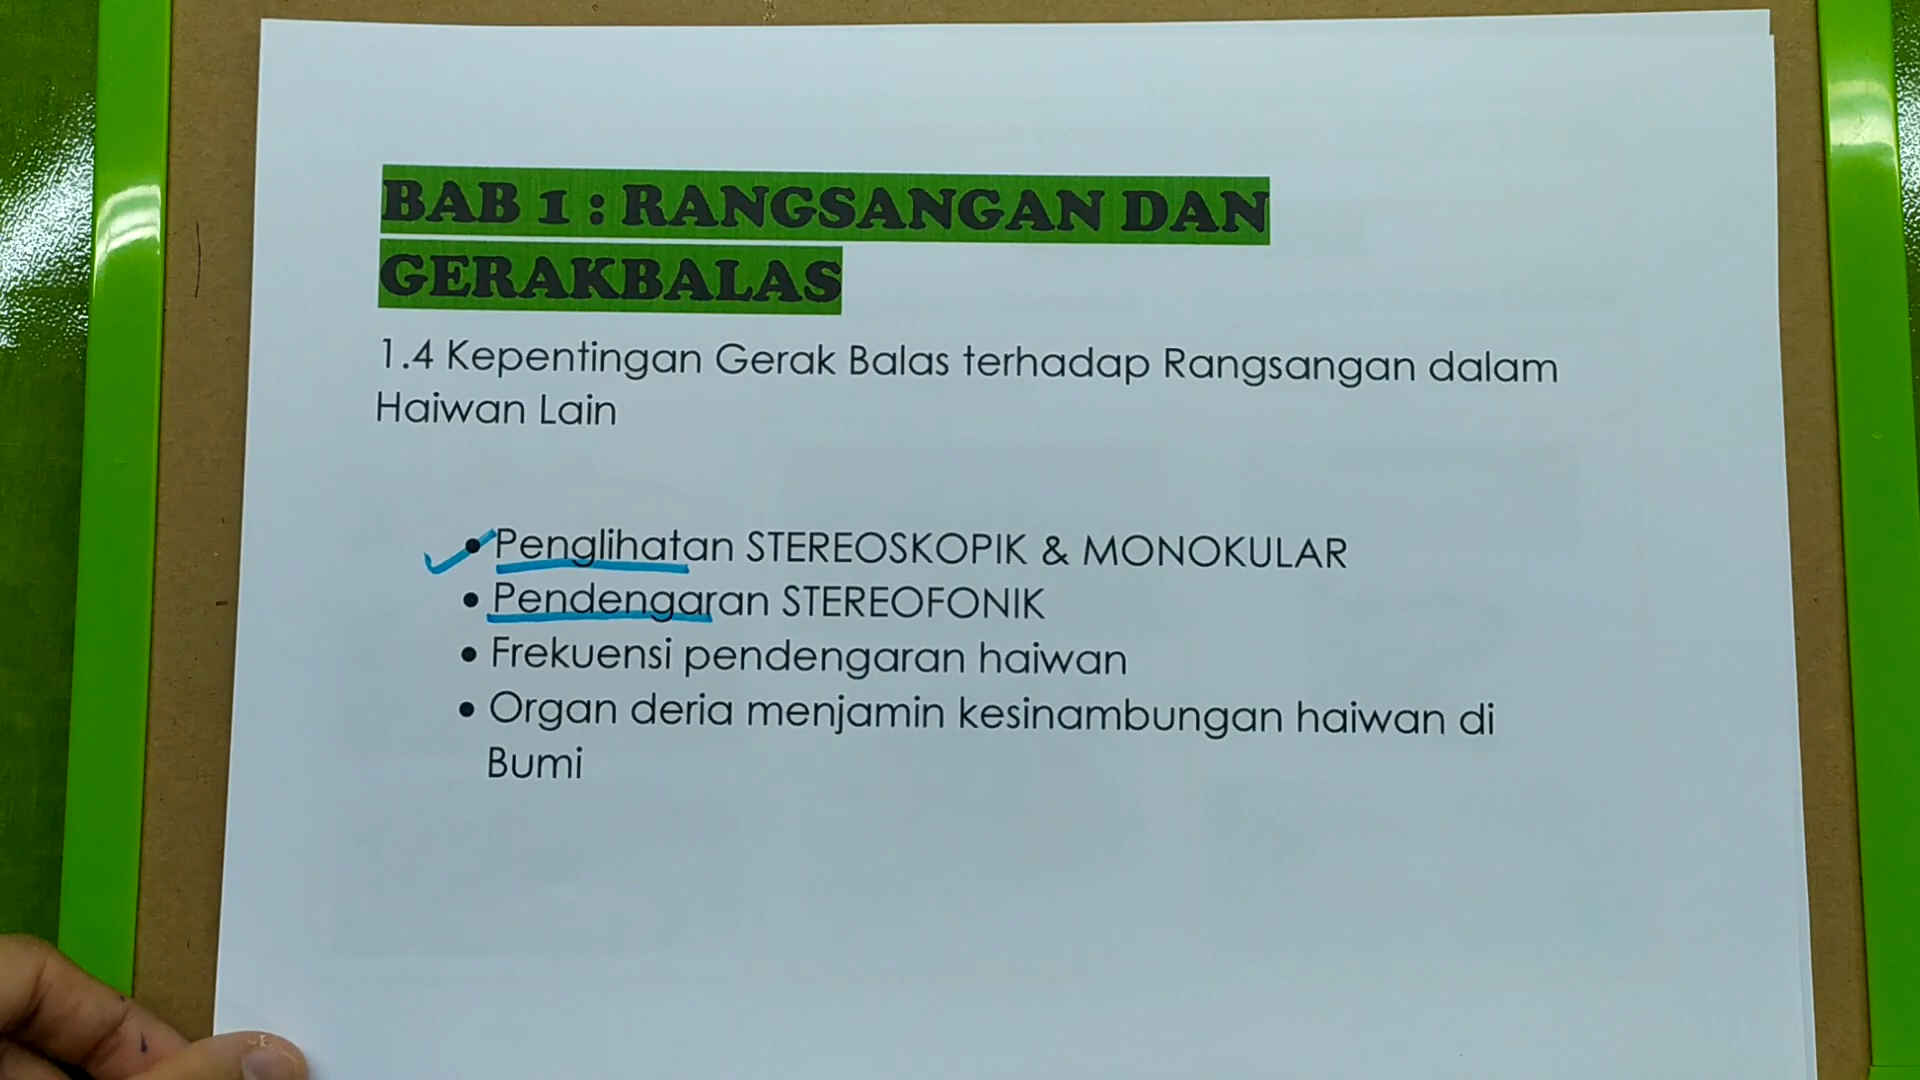 BAB 1 : RANGSANGAN DAN
GERAKBALAS
1.4 Kepentingan Gerak Balas terhadap Rangsangan dalam
Haiwan Lain
• Penglihatan STEREOSKOPIK & MONOKULAR
• Pendengaran STEREOFONIK
• Frekuensi pendengaran haiwan
• Organ deria menjamin kesinambungan haiwan di
Bumi